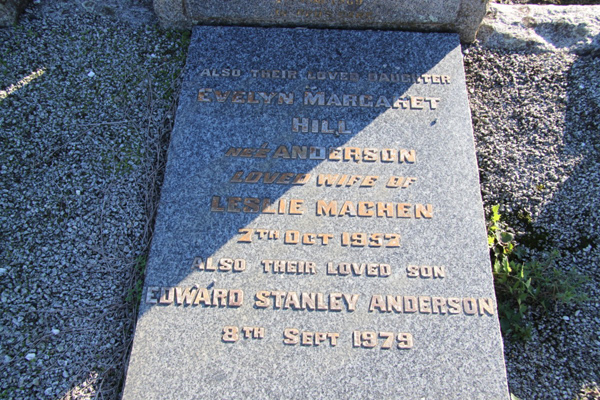 ALSO THEIR LOVED DAUGHTER
EVELYN MARGARET
HILL
NEE ANDERSON
LOVED WIFE OF
LESLIE MACHEN
7TH OCT 1932
ALSO THEIR LOVED SON
EDWARD STANLEY ANDERSON
8TH SEPT 1979